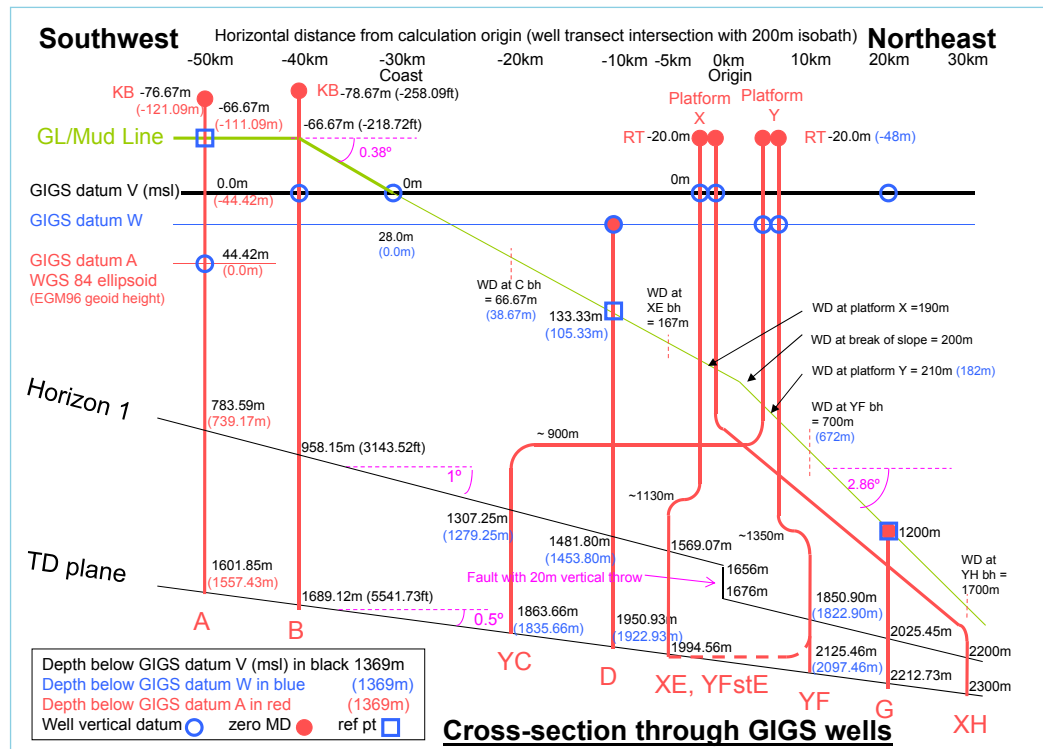 Southwest
Horizontal distance from calculation origin (well transect intersection with 200m isobath)
Northeast
-50km
-40km
-30km
-20km
-10km
-5km
0km
10km
20km
30km
Coast
Origin
KB
-76.67m
(-121.09m)
-66.67m
(-111.09m)
KB
-78.67m (-258.09ft)
-66.67m (-218.72ft)
Platform
X
Platform
Y
RT
-20.0m
RT
-20.0m (-48m)
GL/Mud Line
0.38º
GIGS datum V (msl)
0.0m
(-44.42m)
0m
0m
GIGS datum W
28.0m
(0.0m)
GIGS datum A
WGS 84 ellipsoid
(EGM96 geoid height)
44.42m
(0.0m)
WD at C bh
= 66.67m
(38.67m)
133.33m
(105.33m)
WD at
XE bh
= 167m
WD at platform X =190m
WD at break of slope = 200m
WD at platform Y = 210m (182m)
WD at YF bh
= 700m
(672m)
2.86º
Horizon 1
783.59m
(739.17m)
958.15m (3143.52ft)
1º
~ 900m
~1130m
~1350m
1307.25m
(1279.25m)
1481.80m
(1453.80m)
1569.07m
1656m
1676m
Fault with 20m vertical throw
1200m
WD at
YH bh =
1700m
TD plane
1601.85m
(1557.43m)
1689.12m (5541.73ft)
0.5º
1863.66m
(1835.66m)
1950.93m
(1922.93m)
1994.56m
1850.90m
(1822.90m)
2125.46m
(2097.46m)
2025.45m
2212.73m
2200m
2300m
A
B
YC
D
XE, YFstE
YF
G
XH
Depth below GIGS datum V (msl) in black 1369m
Depth below GIGS datum W in blue (1369m)
Depth below GIGS datum A in red (1369m)
Well vertical datum zero MD ref pt
Cross-section through GIGS wells